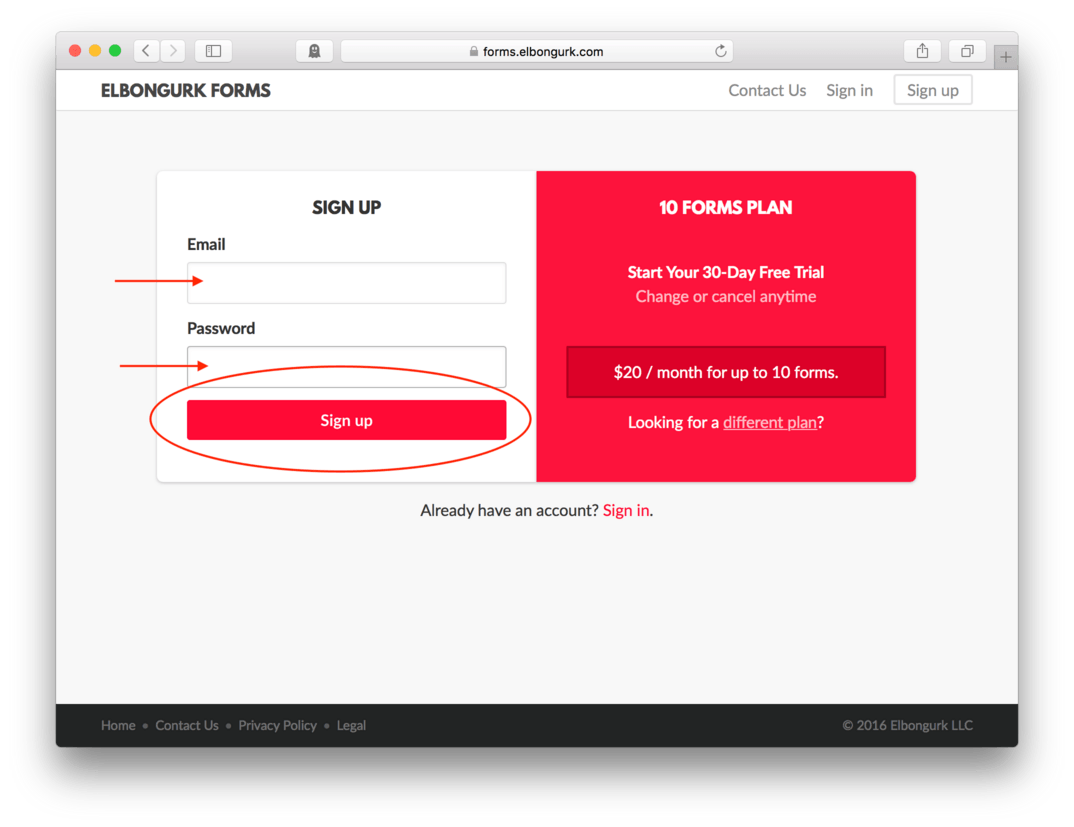 forms.elbongurk.com
ELBONGURK FORMS
Contact Us Sign in Sign up
SIGN UP
Email
Password
Sign up
10 FORMS PLAN
Start Your 30-Day Free Trial
Change or cancel anytime
$20 / month for up to 10 forms.
Looking for a different plan?
Already have an account? Sign in.
Home • Contact Us • Privacy Policy • Legal
© 2016 Elbongurk LLC